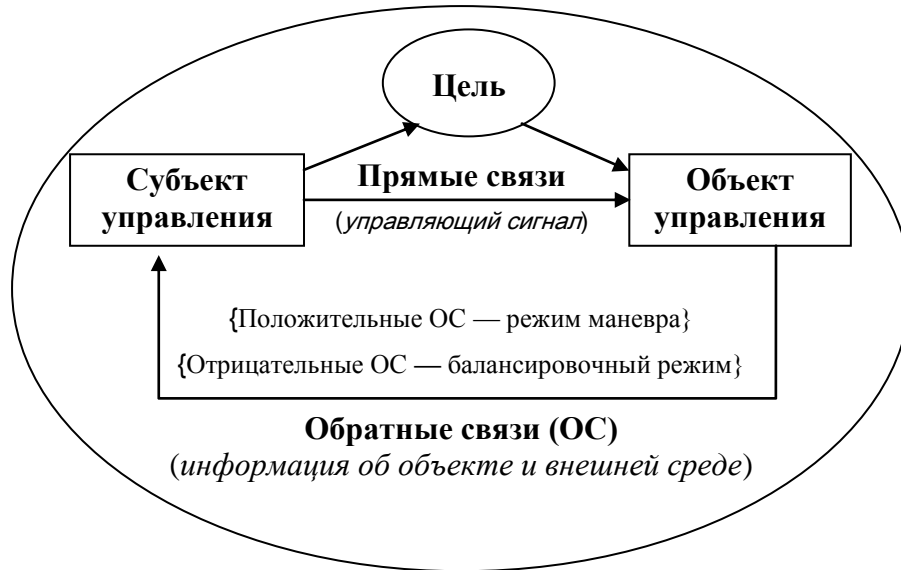 Цель
Субъект
управления
Прямые связи
(управляющий сигнал)
Объект
управления
{Положительные ОС — режим маневра}
{Отрицательные ОС — балансировочный режим}
Обратные связи (ОС)
(информация об объекте и внешней среде)